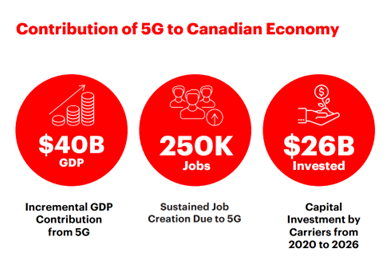 Contribution of 5G to Canadian Economy
$40B
GDP
250K
Jobs
$26B
Invested
Incremental GDP
Contribution
from 5G
Sustained Job
Creation Due to 5G
Capital
Investment by
Carriers from
2020 to 2026